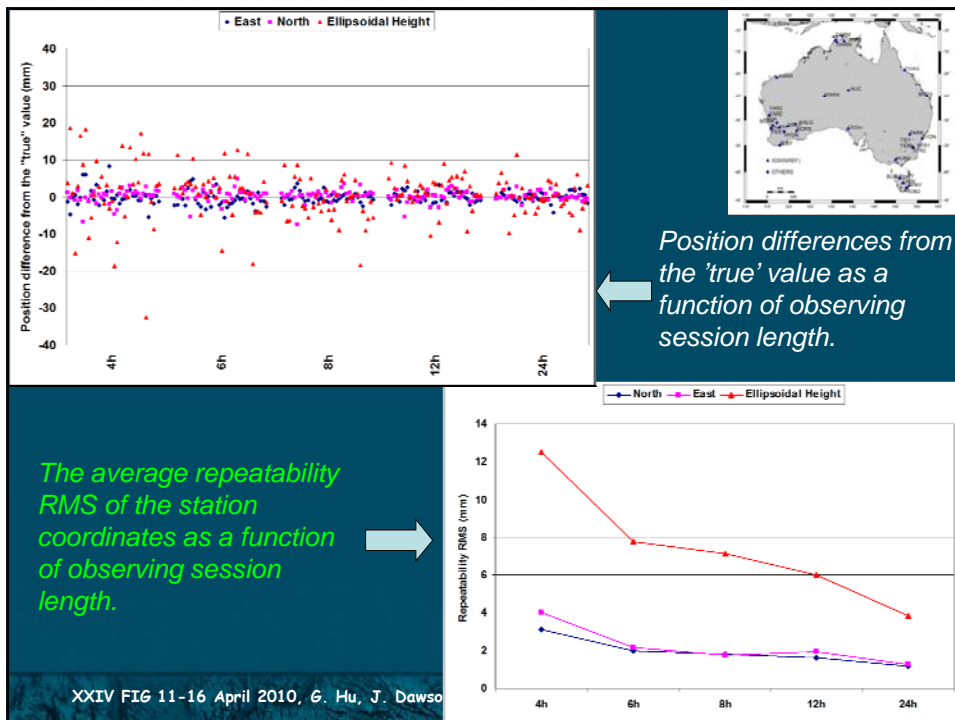 East North Ellipsoidal Height
Position difference from the "true" value (mm)
40
30
20
10
0
-10
-20
-30
-40
4h
6h
8h
12h
24h
IGS05(REF)
OTHERS
Position differences from
the ’true’ value as a
function of observing
session length.
The average repeatability
RMS of the station
coordinates as a function
of observing session
length.
North East Ellipsoidal Height
Repeatability RMS (mm)
14
12
10
8
6
4
2
0
4h 6h 8h 12h 24h
XXIV FIG 11-16 April 2010, G. Hu, J. Dawso